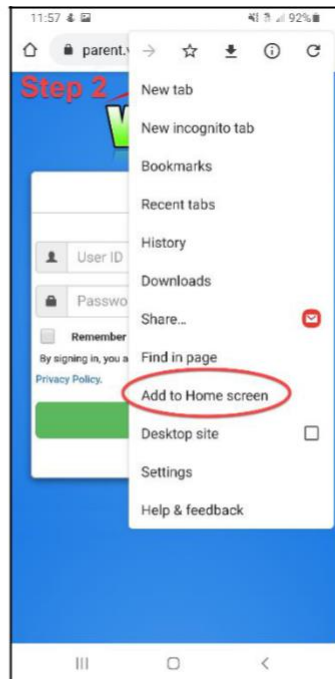 11:57 92%
parent.
Step 2
New tab
New incognito tab
Bookmarks
Recent tabs
History
User ID
Downloads
Passwo
Share...
Remember
Find in page
By signing in, you a
Privacy Policy.
Add to Home screen
Desktop site
Settings
Help & feedback